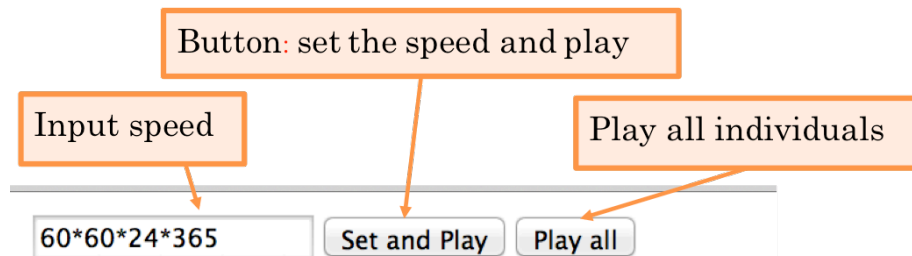 Button: set the speed and play
Input speed
Play all individuals
60*60*24*365
Set and Play
Play all